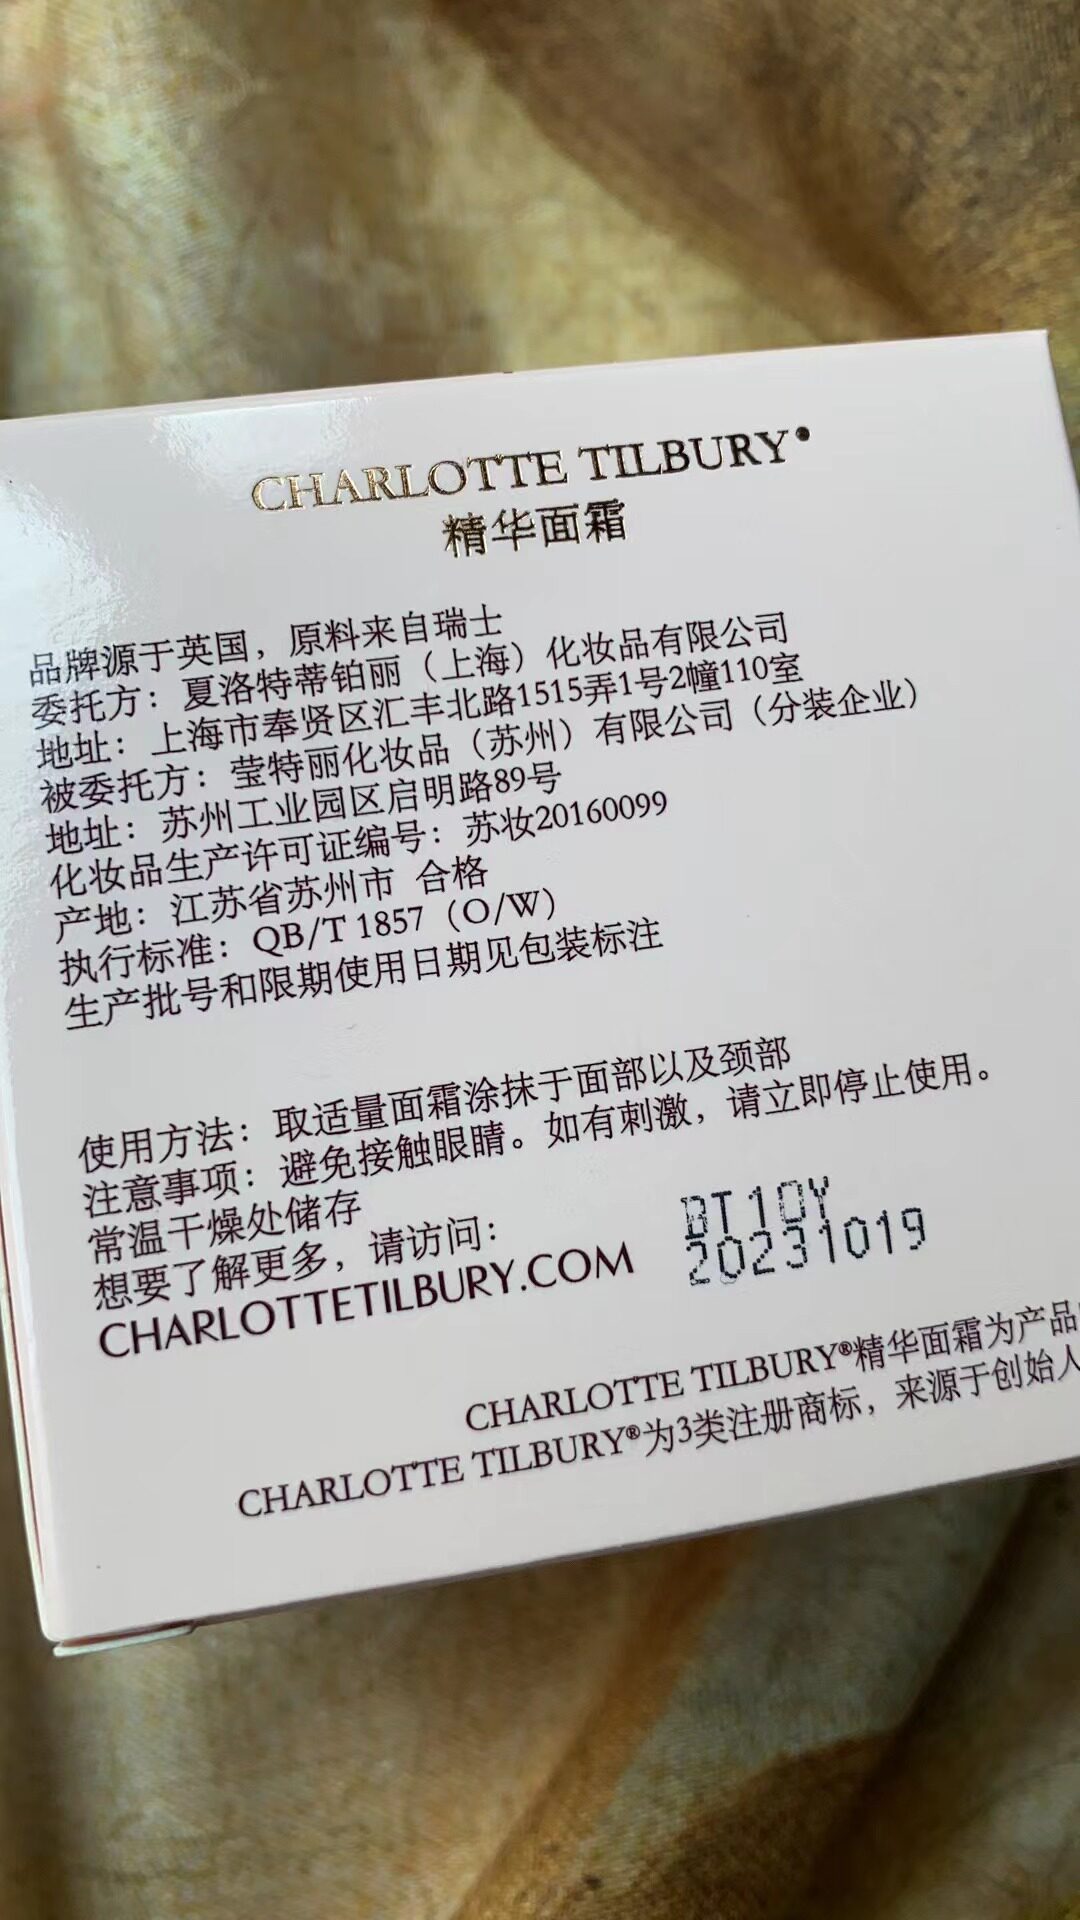 CHARLOTTE TILBURY
精华面霜
品牌源于英国，原料来自瑞士
委托方：夏洛特蒂铂丽（上海）化妆品有限公司
地址：上海市奉贤区汇丰北路1515弄1号2幢110室
被委托方：莹特丽化妆品（苏州）有限公司（分装企业）
地址：苏州工业园区启明路89号
化妆品生产许可证编号：苏妆20160099
产地：江苏省苏州市 合格
执行标准：QB/T 1857（O/W）
生产批号和限期使用日期见包装标注
使用方法：取适量面霜涂抹于面部以及颈部
注意事项：避免接触眼睛。如有刺激，请立即停止使用。
常温干燥处储存
想要了解更多，请访问：
CHARLOTTETILBURY.COM
BT10Y
20231019
CHARLOTTE TILBURY®精华面霜为产品
CHARLOTTE TILBURY®为3类注册商标，来源于创始人